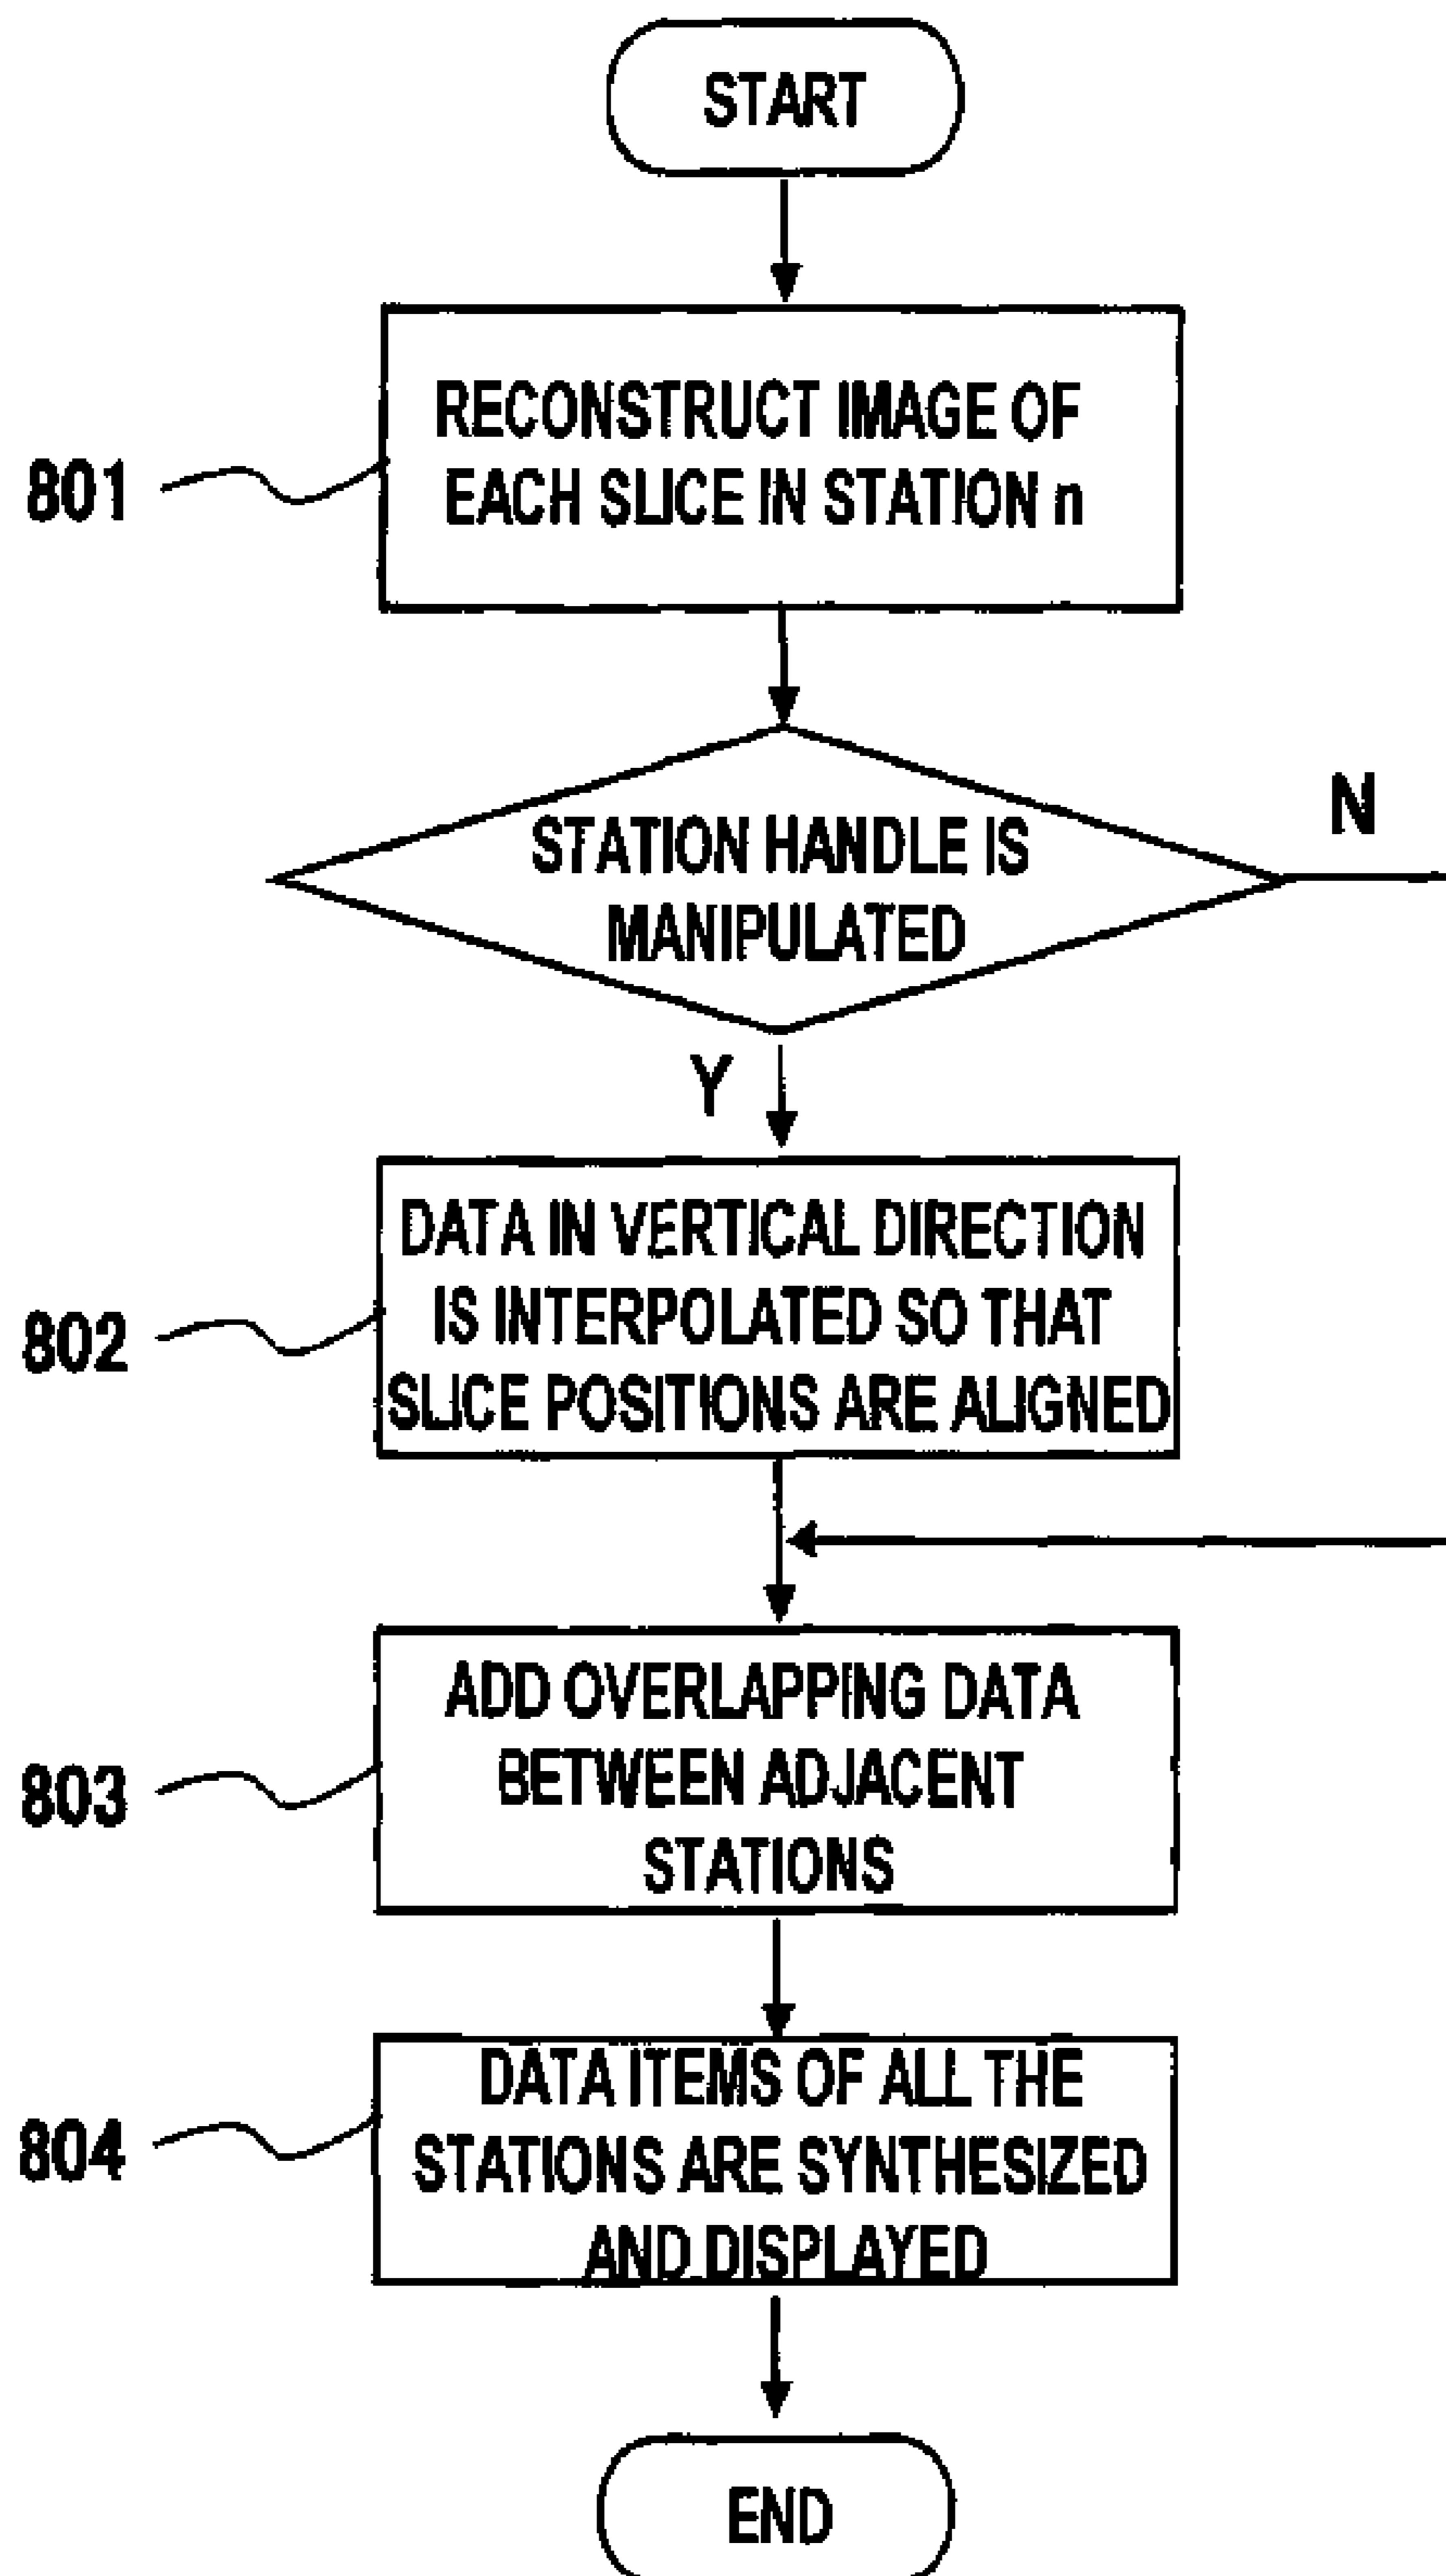 START
RECONSTRUCT IMAGE OF
EACH SLICE IN STATION n
801
STATION HANDLE IS
MANIPULATED
N
Y
DATA IN VERTICAL DIRECTION
IS INTERPOLATED SO THAT
SLICE POSITIONS ARE ALIGNED
802
ADD OVERLAPPING DATA
BETWEEN ADJACENT
STATIONS
803
DATA ITEMS OF ALL THE
STATIONS ARE SYNTHESIZED
AND DISPLAYED
804
END